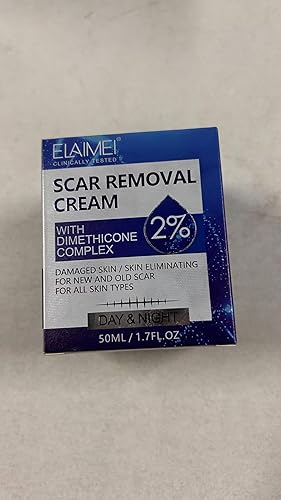 ELAIMEI®
CLINICALLY TESTED
SCAR REMOVAL
CREAM
WITH
DIMETHICONE
COMPLEX
2%
DAMAGED SKIN / SKIN ELIMINATING
FOR NEW AND OLD SCAR
FOR ALL SKIN TYPES
DAY & NIGHT
50ML / 1.7FL.OZ